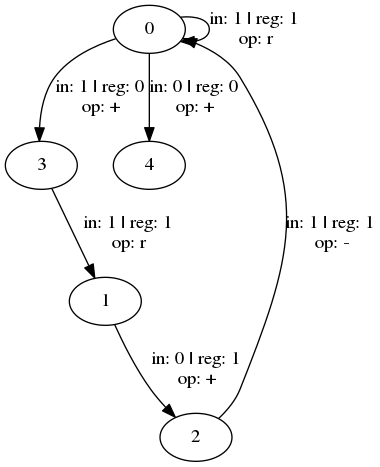 0
in: 1 | reg: 1
op: r
in: 1 | reg: 0
op: +
in: 0 | reg: 0
op: +
3
4
in: 1 | reg: 1
op: r
in: 1 | reg: 1
op: -
1
in: 0 | reg: 1
op: +
2